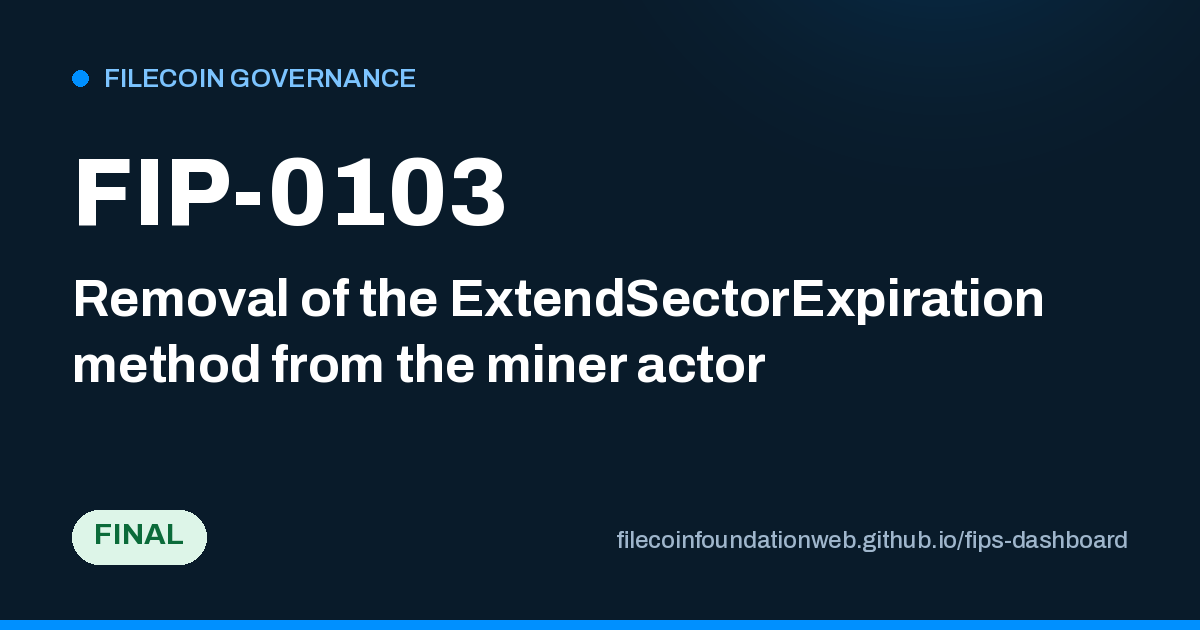 FILECOIN GOVERNANCE
FIP-0103
Removal of the ExtendSectorExpiration
method from the miner actor
FINAL
filecoinfoundationweb.github.io/fips-dashboard